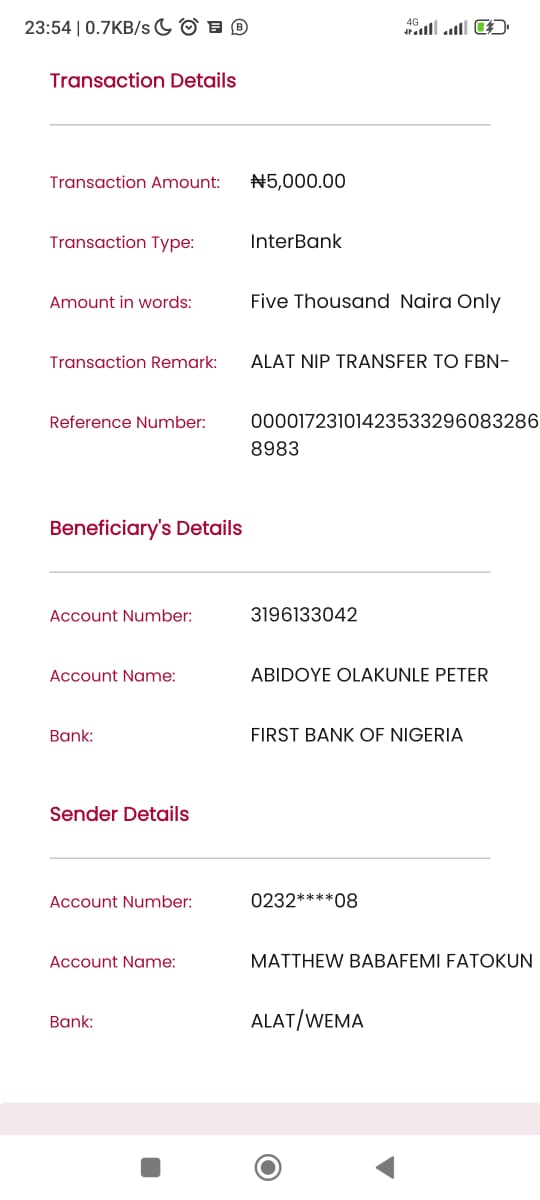 23:54 | 0.7KB/s
4G
Transaction Details
Transaction Amount: ₦5,000.00
Transaction Type: InterBank
Amount in words: Five Thousand  Naira Only
Transaction Remark: ALAT NIP TRANSFER TO FBN-
Reference Number: 000017231014235332960832868983
Beneficiary's Details
Account Number: 3196133042
Account Name: ABIDOYE OLAKUNLE PETER
Bank: FIRST BANK OF NIGERIA
Sender Details
Account Number: 0232****08
Account Name: MATTHEW BABAFEMI FATOKUN
Bank: ALAT/WEMA